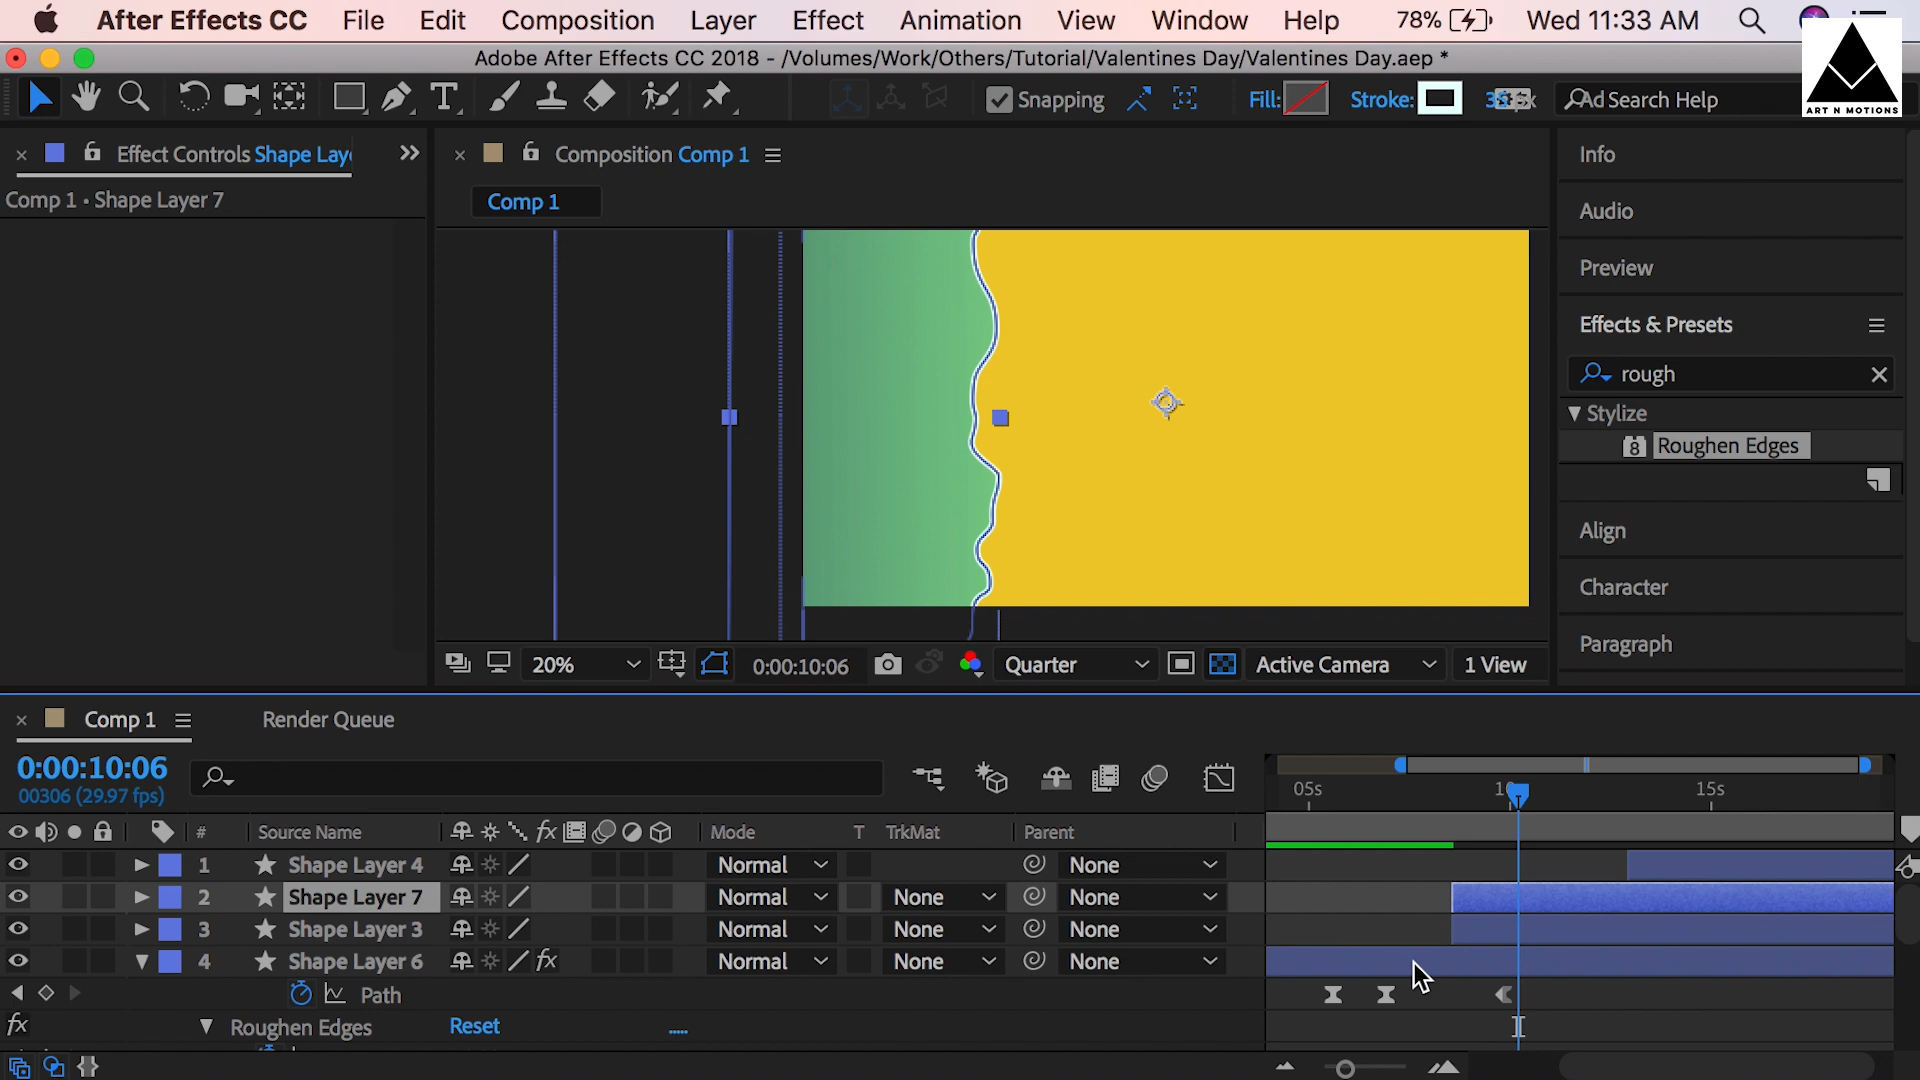 After Effects CC File Edit Composition Layer Effect Animation View Window Help 78% Wed 11:33 AM
Adobe After Effects CC 2018 - /Volumes/Work/Others/Tutorial/Valentines Day/Valentines Day.aep *
Snapping Fill: Stroke: Search Help
ART N MOTIONS
Effect Controls Shape Lay
Composition Comp 1
Info
Comp 1 • Shape Layer 7
Comp 1
Audio
Preview
Effects & Presets
rough
Stylize
8 Roughen Edges
Align
Character
Paragraph
20% 0:00:10:06 Quarter Active Camera 1 View
Comp 1 Render Queue
0:00:10:06
00306 (29.97 fps)
05s 15s
# Source Name fx Mode T TrkMat Parent
1 Shape Layer 4 Normal None
2 Shape Layer 7 Normal None None
3 Shape Layer 3 Normal None None
4 Shape Layer 6 fx Normal None None
Path
fx Roughen Edges Reset .....